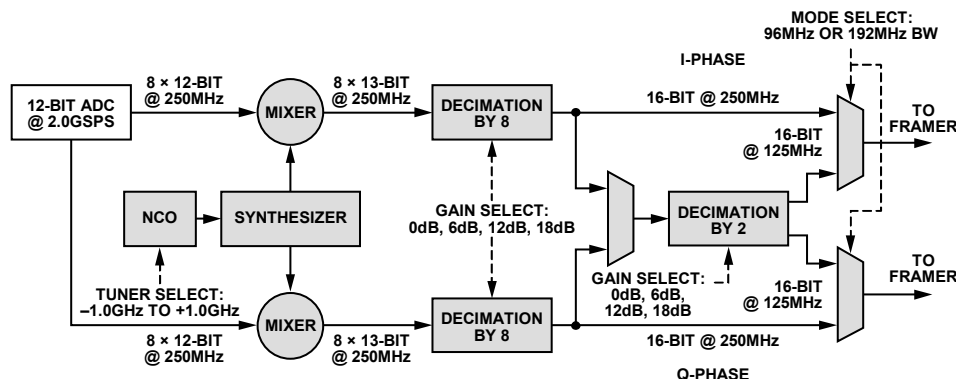 MODE SELECT:
96MHz OR 192MHz BW
I-PHASE
8 × 12-BIT
@ 250MHz
8 × 13-BIT
@ 250MHz
12-BIT ADC
@ 2.0GSPS
MIXER
DECIMATION
BY 8
16-BIT @ 250MHz
TO
FRAMER
16-BIT
@ 125MHz
NCO
SYNTHESIZER
GAIN SELECT:
0dB, 6dB, 12dB, 18dB
DECIMATION
BY 2
TUNER SELECT:
–1.0GHz TO +1.0GHz
GAIN SELECT:
0dB, 6dB,
12dB, 18dB
16-BIT
@ 125MHz
TO
FRAMER
MIXER
DECIMATION
BY 8
8 × 12-BIT
@ 250MHz
8 × 13-BIT
@ 250MHz
16-BIT @ 250MHz
Q-PHASE